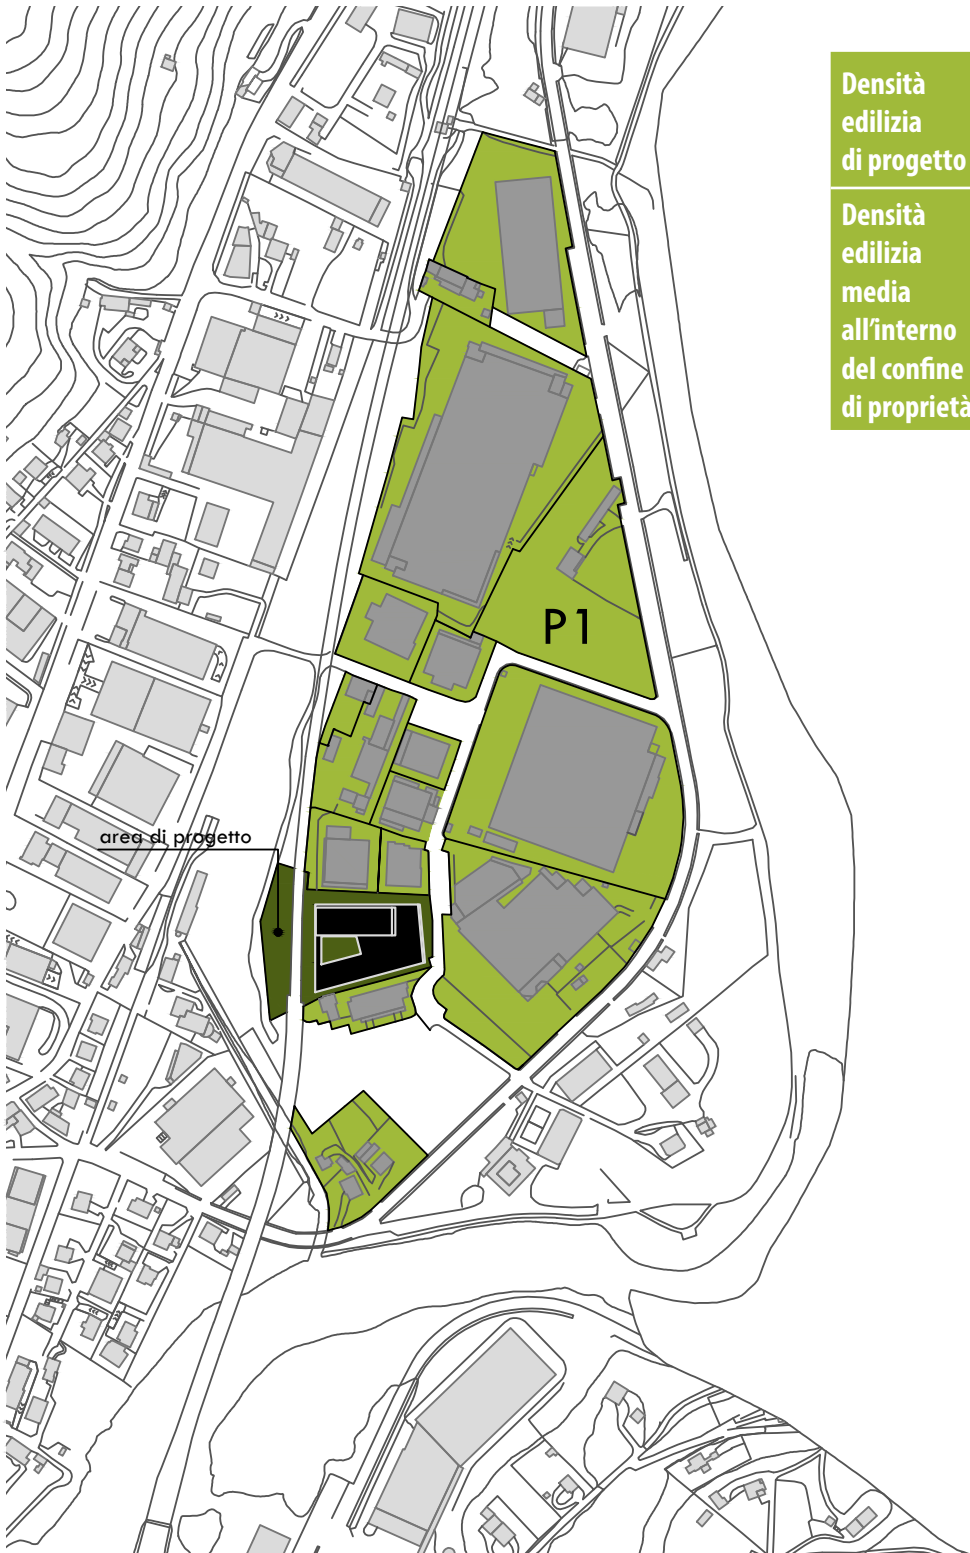 Densità
edilizia
di progetto
Densità
edilizia
media
all'interno
del confine
di proprietà
P1
area di progetto